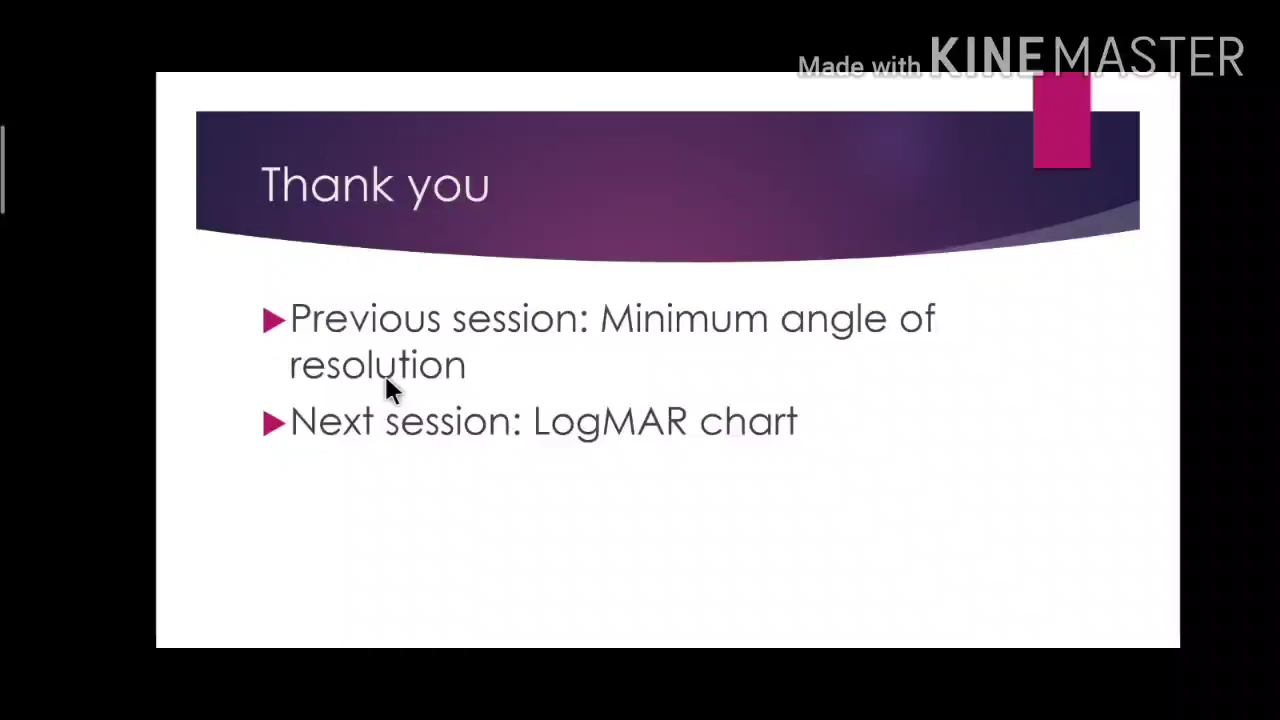 Made with KINEMASTER
Thank you
Previous session: Minimum angle of
resolution
Next session: LogMAR chart